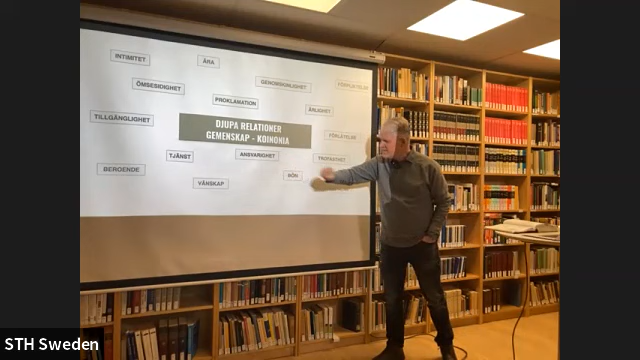 INTIMITET
ÄRA
ÖMSESIDIGHET
GENOMSKINLIGHET
FÖRPLIKTELSE
PROKLAMATION
ÄRLIGHET
TILLGÄNGLIGHET
DJUPA RELATIONER
GEMENSKAP - KOINONIA
FÖRLÅTELSE
TJÄNST
ANSVARIGHET
TROFASTHET
BEROENDE
BÖN
VÄNSKAP
STH Sweden